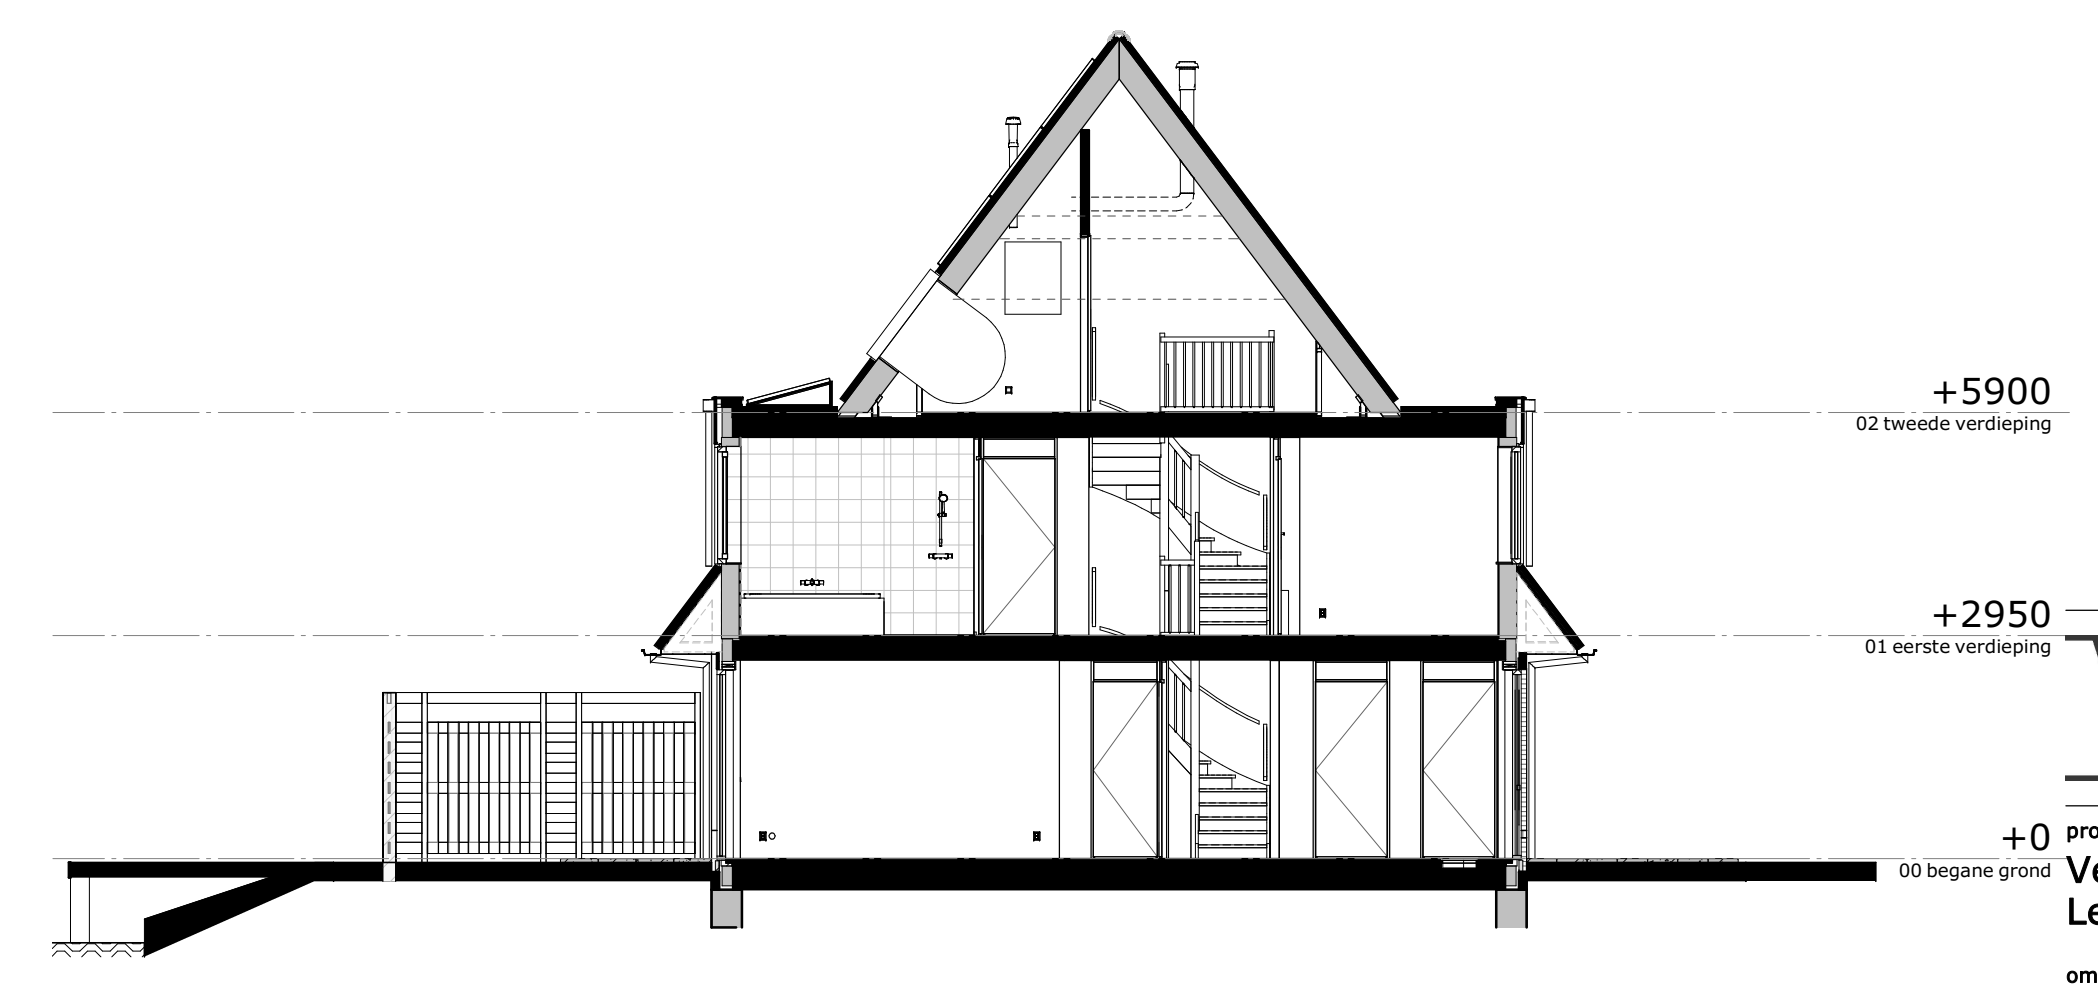 +5900
02 tweede verdieping
+2950
01 eerste verdieping
+0
00 begane grond